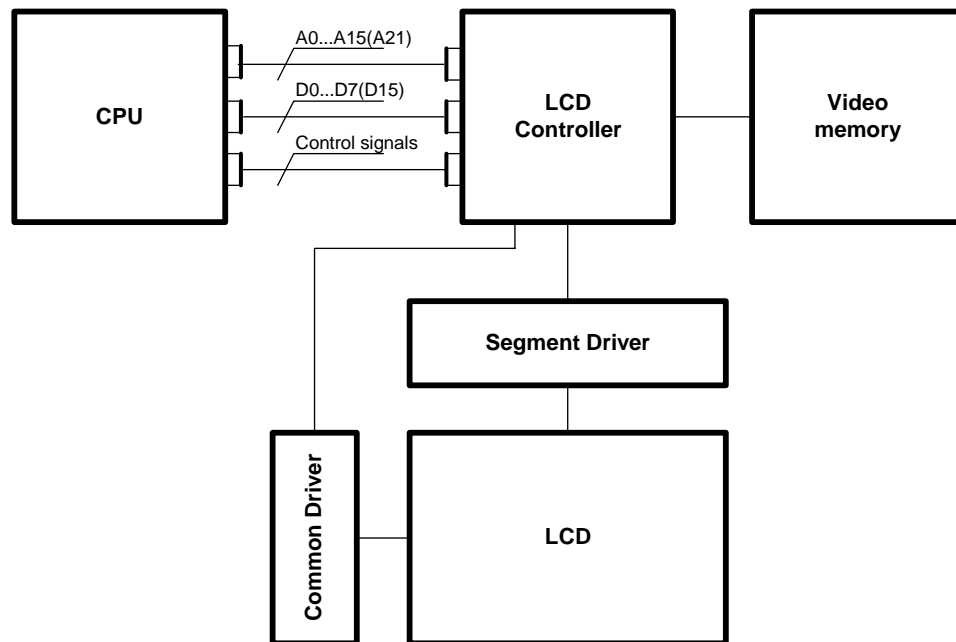 A0...A15(A21)
D0...D7(D15)
Control signals
CPU
LCD
Controller
Video
memory
Segment Driver
Common Driver
LCD